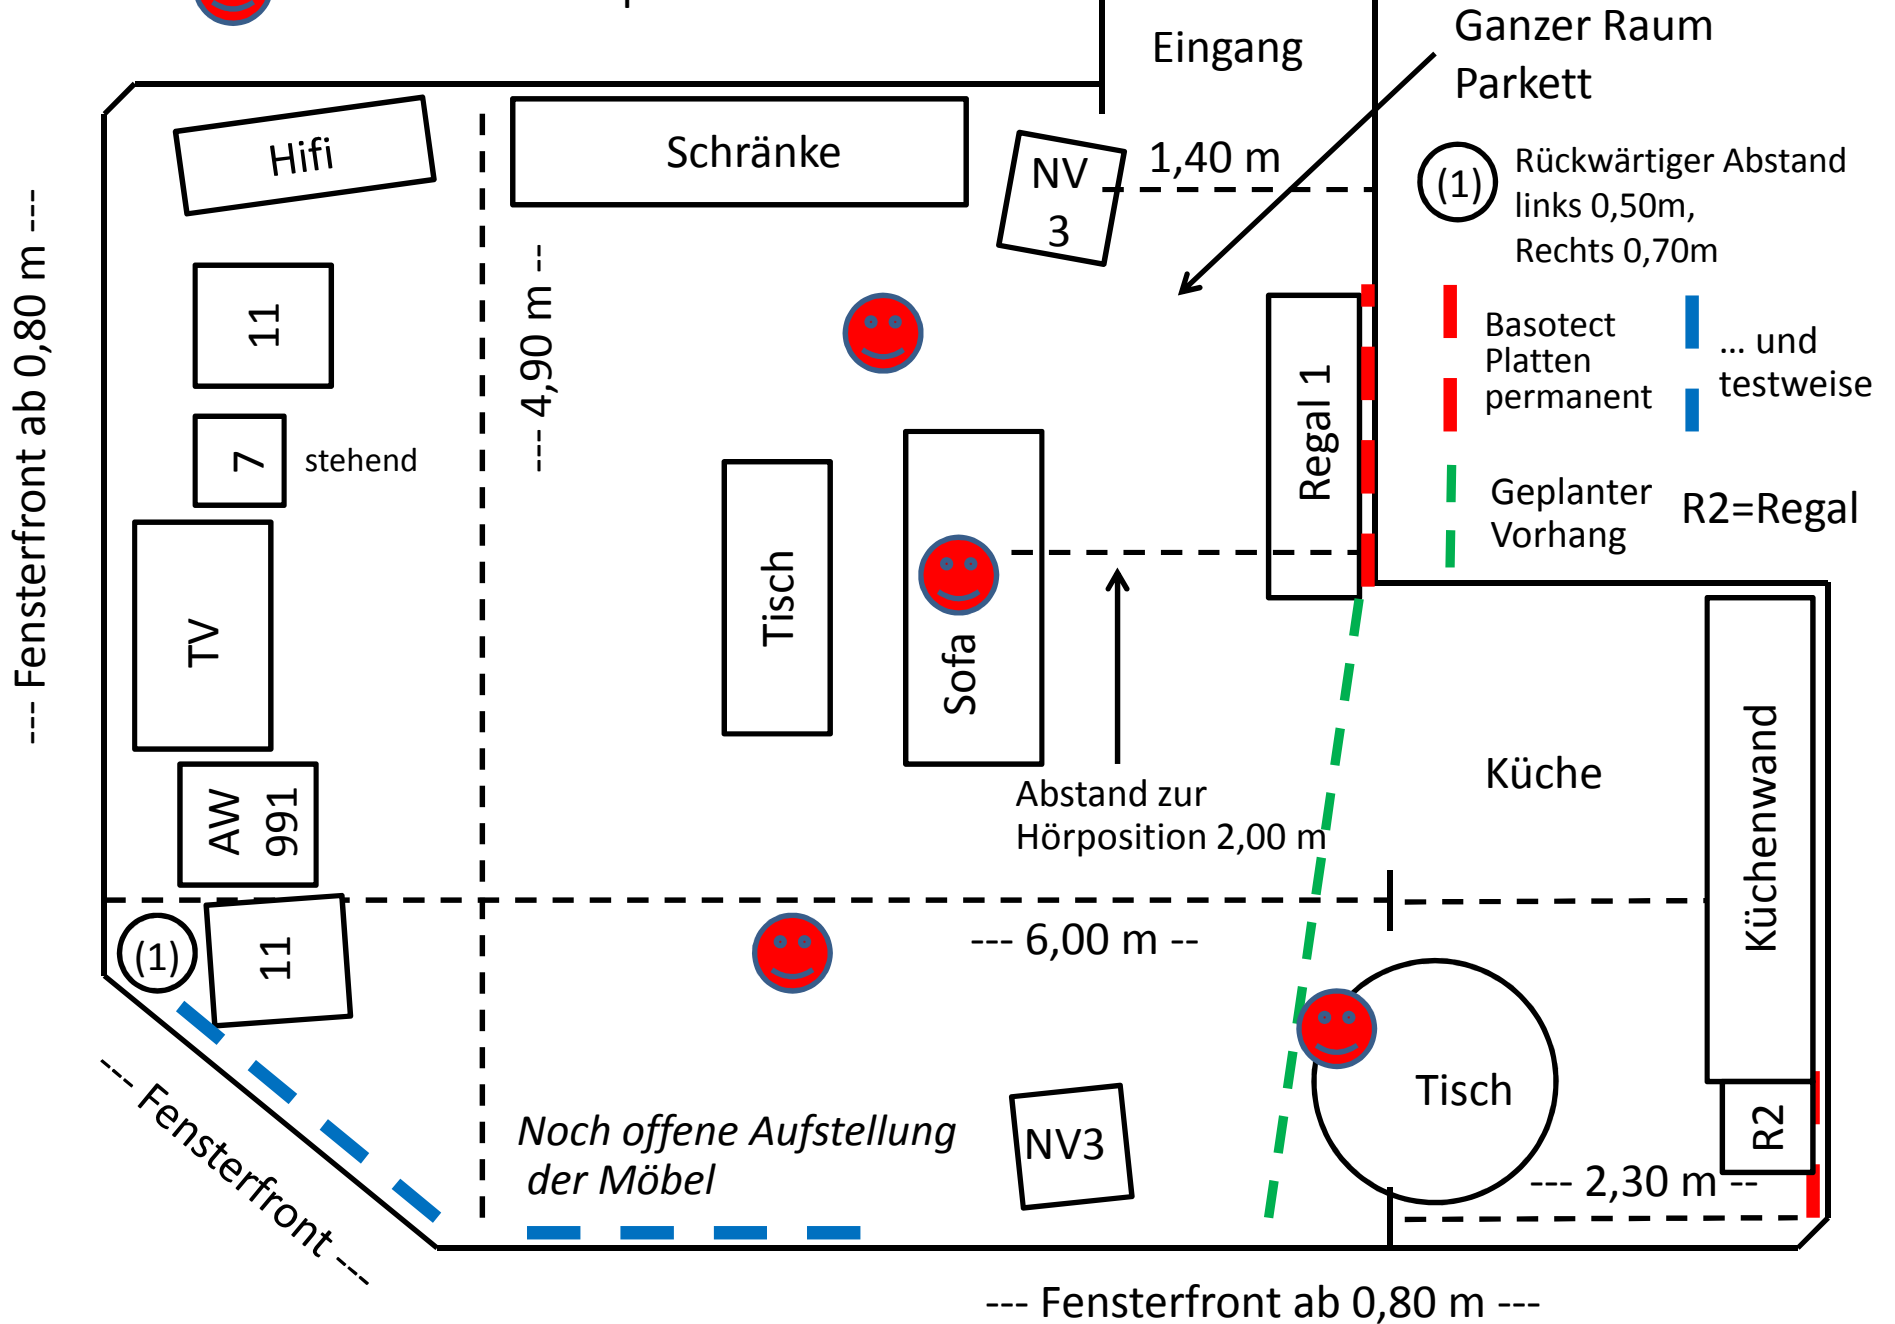 Eingang
Ganzer Raum
Parkett
Hifi
Schränke
NV
3
1,40 m
(1)
Rückwärtiger Abstand
links 0,50m,
Rechts 0,70m
--- Fensterfront ab 0,80 m ---
11
--- 4,90 m --
Regal 1
Basotect
Platten
permanent
... und
testweise
7
stehend
Geplanter
Vorhang
R2=Regal
TV
Tisch
Sofa
Küche
Küchenwand
AW
991
Abstand zur
Hörposition 2,00 m
(1)
11
--- 6,00 m --
Tisch
--- Fensterfront ---
Noch offene Aufstellung
der Möbel
NV3
R2
--- 2,30 m --
--- Fensterfront ab 0,80 m ---